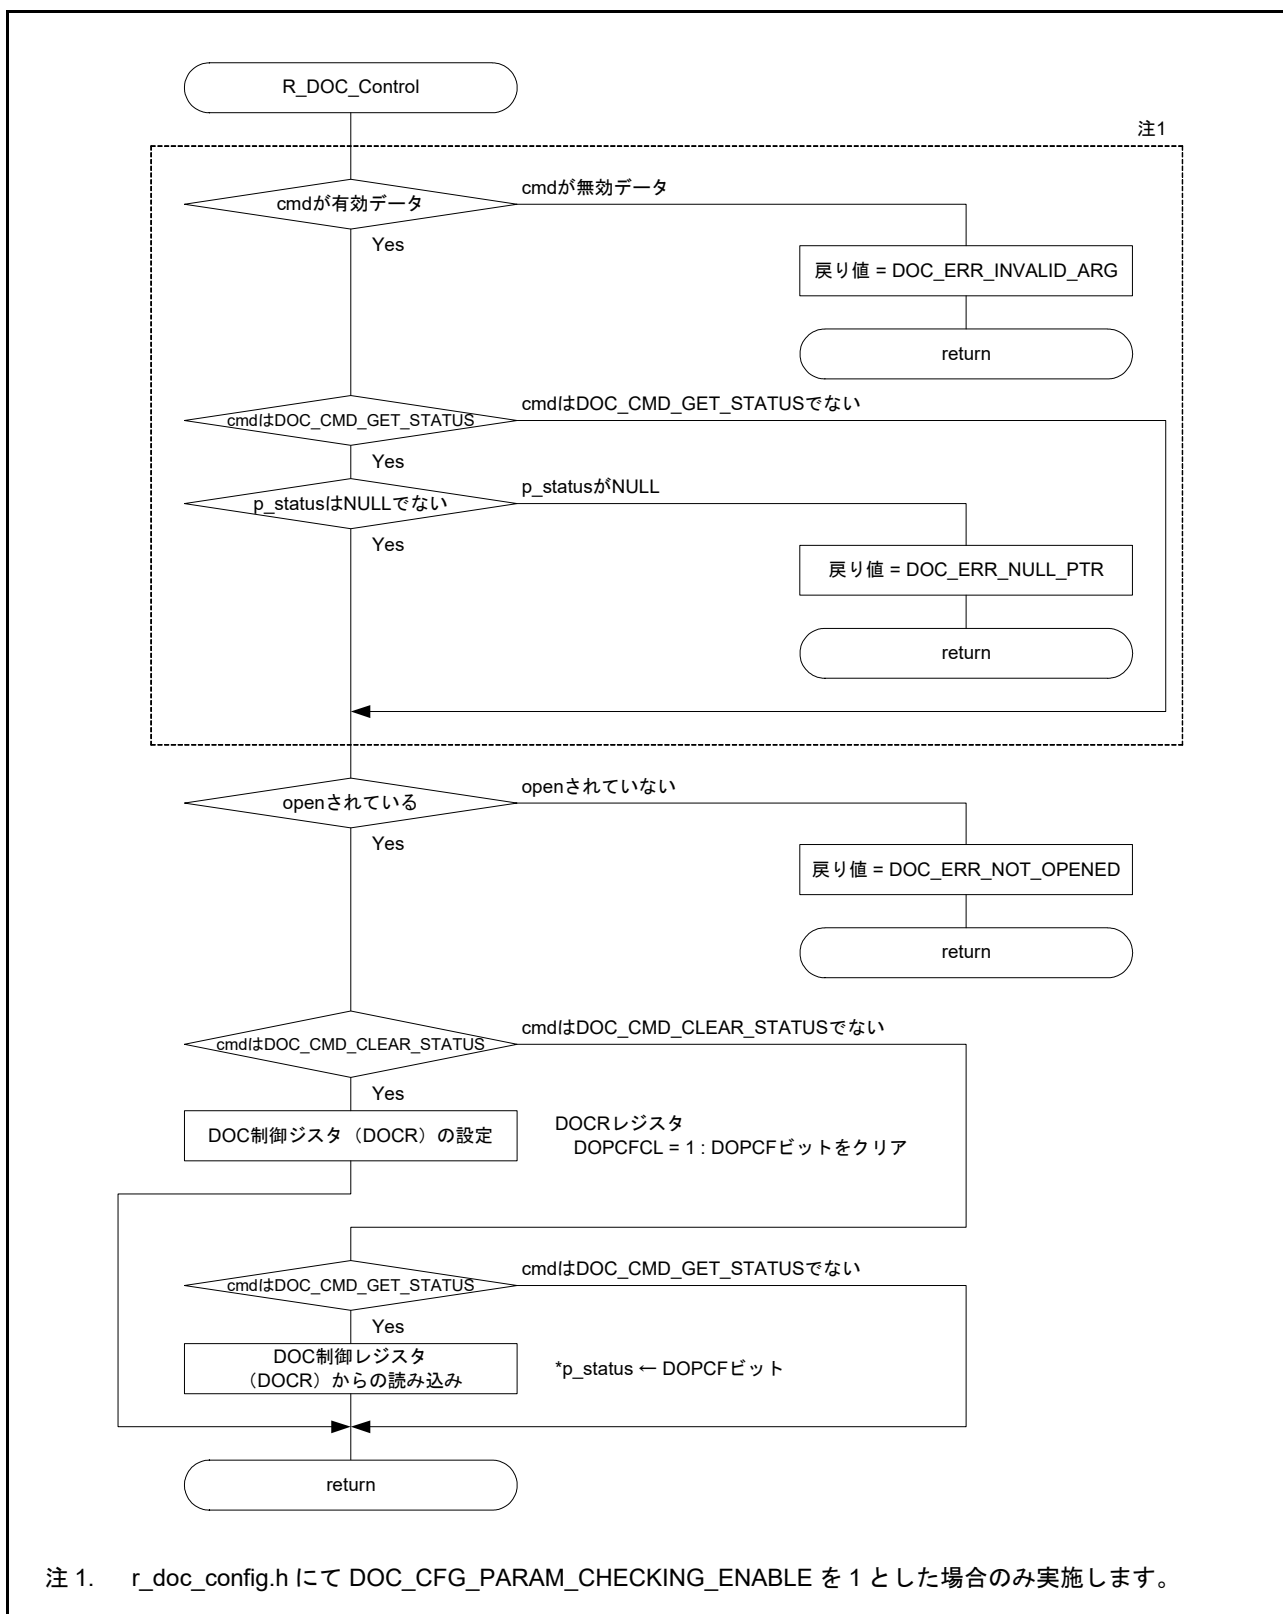 R_DOC_Control
注1
cmdが有効データ
cmdが無効データ
Yes
戻り値 = DOC_ERR_INVALID_ARG
return
cmdはDOC_CMD_GET_STATUS
cmdはDOC_CMD_GET_STATUSでない
Yes
p_statusはNULLでない
p_statusがNULL
Yes
戻り値 = DOC_ERR_NULL_PTR
return
openされている
openされていない
Yes
戻り値 = DOC_ERR_NOT_OPENED
return
cmdはDOC_CMD_CLEAR_STATUS
cmdはDOC_CMD_CLEAR_STATUSでない
Yes
DOC制御ジスタ（DOCR）の設定
DOCRレジスタ
DOPCFCL = 1 : DOPCFビットをクリア
cmdはDOC_CMD_GET_STATUS
cmdはDOC_CMD_GET_STATUSでない
Yes
DOC制御レジスタ
（DOCR）からの読み込み
*p_status ← DOPCFビット
return
注 1. r_doc_config.h にて DOC_CFG_PARAM_CHECKING_ENABLE を 1 とした場合のみ実施します。